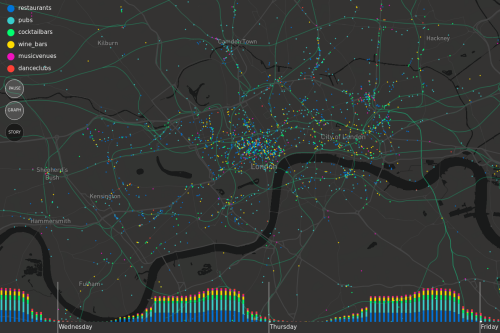 restaurants
pubs
cocktailbars
wine_bars
musicvenues
danceclubs
Kilburn
Camden Town
Hackney
PAUSE
GRAPH
STORY
City of London
London
Shepherd's
Bush
Kensington
Hammersmith
Fulham
Wednesday
Thursday
Friday